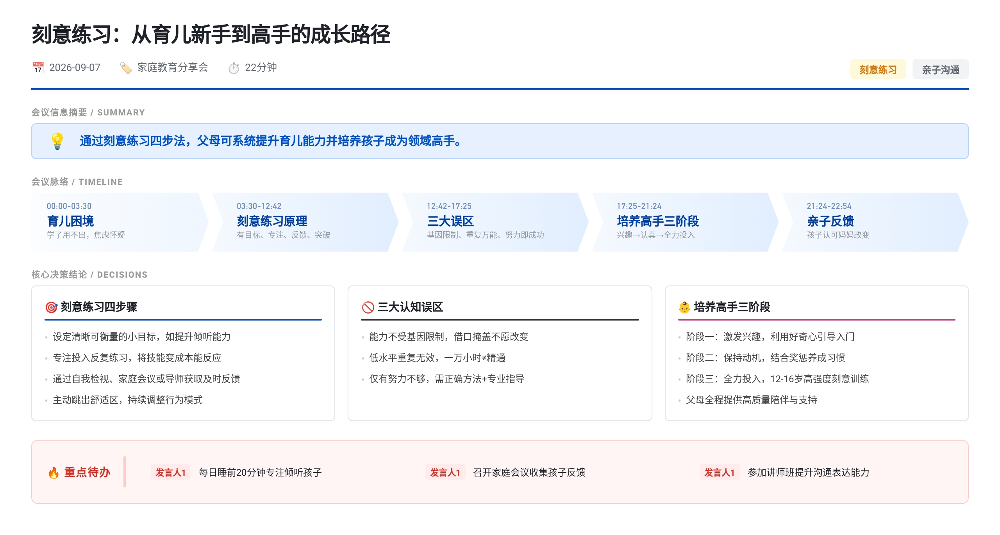 刻意练习：从育儿新手到高手的成长路径
2026-09-07 家庭教育分享会 22分钟
刻意练习 亲子沟通
会议信息摘要 / SUMMARY
通过刻意练习四步法，父母可系统提升育儿能力并培养孩子成为领域高手。
会议脉络 / TIMELINE
00:00-03:30
育儿困境
学了用不出，焦虑怀疑
03:30-12:42
刻意练习原理
有目标、专注、反馈、突破
12:42-17:25
三大误区
基因限制、重复万能、努力即成功
17:25-21:24
培养高手三阶段
兴趣→认真→全力投入
21:24-22:54
亲子反馈
孩子认可妈妈改变
核心决策结论 / DECISIONS
刻意练习四步骤
• 设定清晰可衡量的小目标，如提升倾听能力
• 专注投入反复练习，将技能变成本能反应
• 通过自我检视、家庭会议或导师获取及时反馈
• 主动跳出舒适区，持续调整行为模式
三大认知误区
• 能力不受基因限制，借口掩盖不愿改变
• 低水平重复无效，一万小时≠精通
• 仅有努力不够，需正确方法+专业指导
培养高手三阶段
• 阶段一：激发兴趣，利用好奇心引导入门
• 阶段二：保持动机，结合奖惩养成习惯
• 阶段三：全力投入，12-16岁高强度刻意训练
• 父母全程提供高质量陪伴与支持
重点待办
发言人1 每日睡前20分钟专注倾听孩子
发言人1 召开家庭会议收集孩子反馈
发言人1 参加讲师班提升沟通表达能力